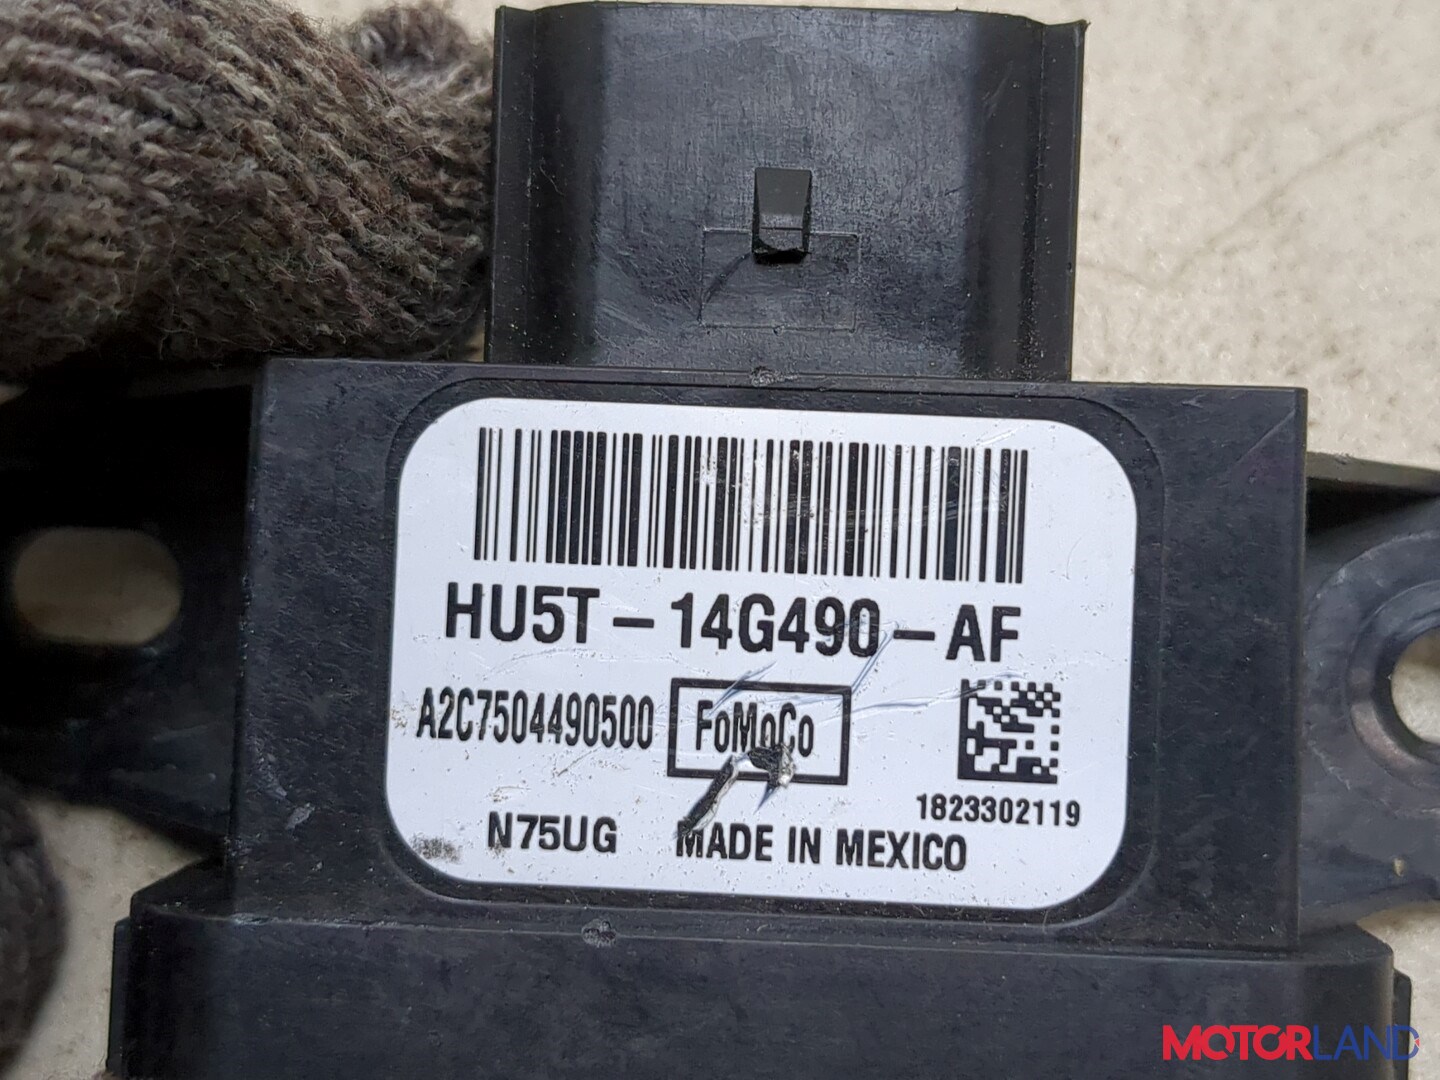 HU5T-14G490-AF
A2C7504490500
FoMoCo
1823302119
N75UG
MADE IN MEXICO
MOTORLAND